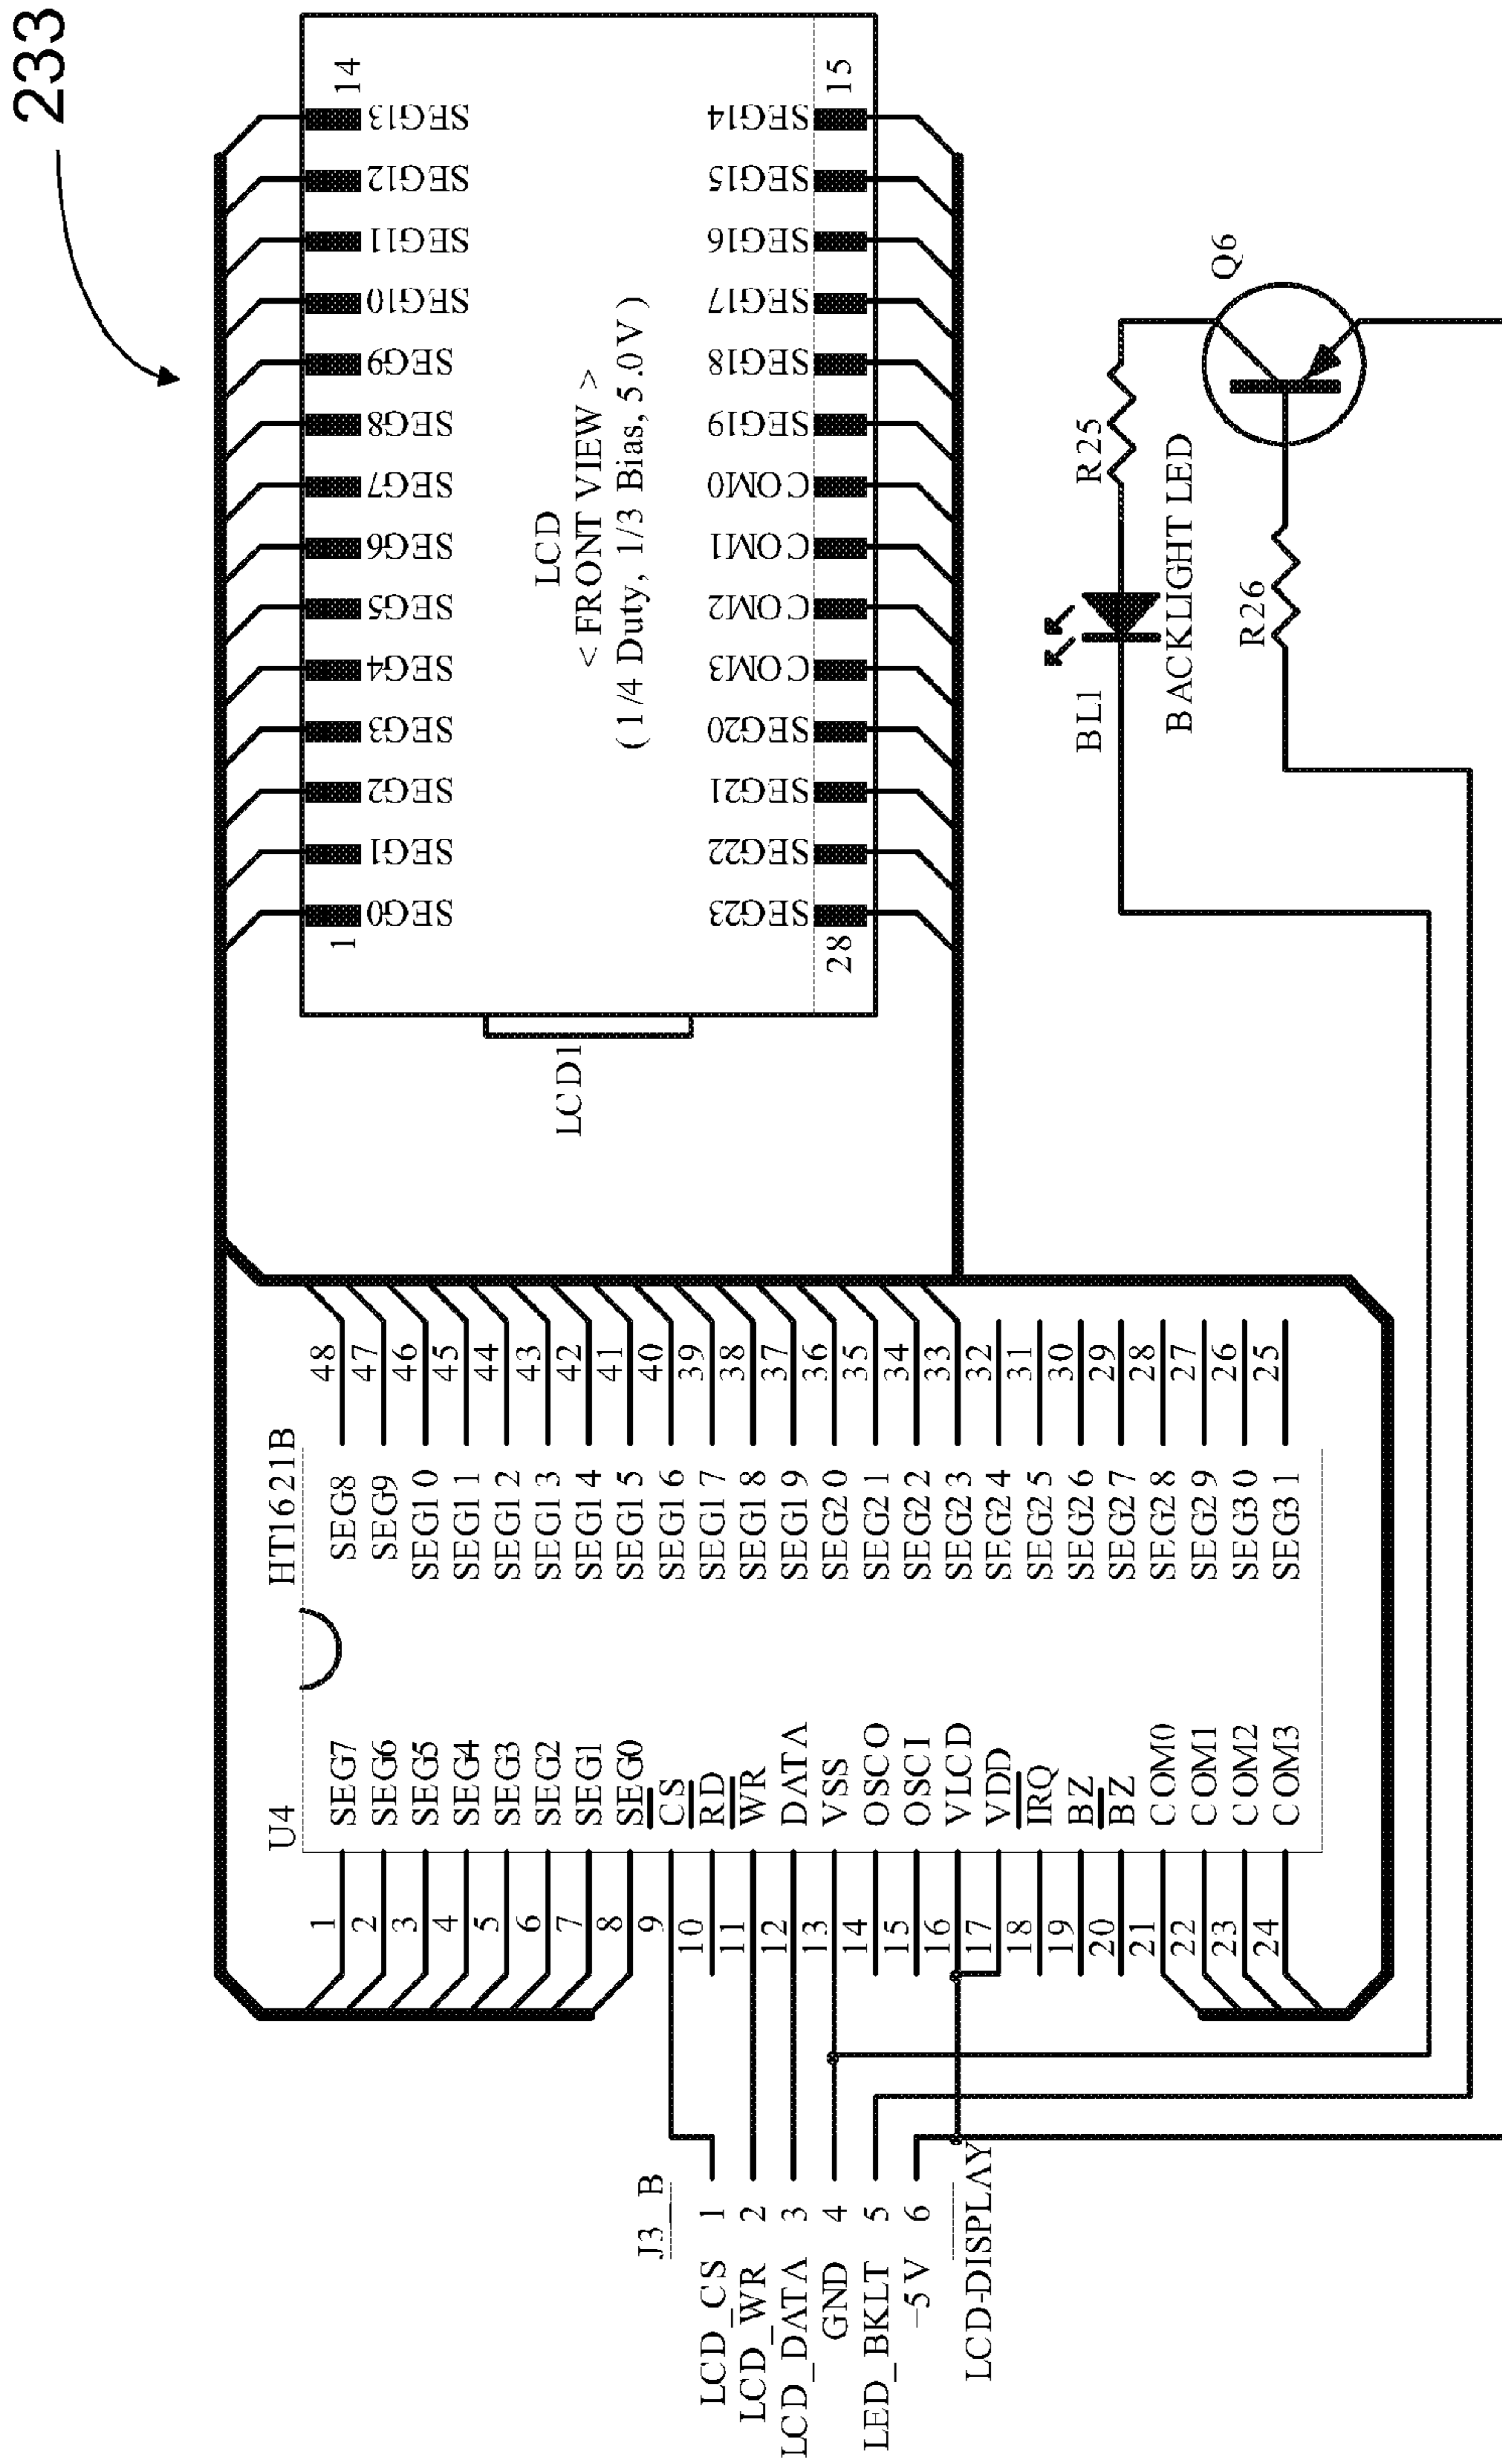 233
U4
HT1621B
1 SEG7
2 SEG6
3 SEG5
4 SEG4
5 SEG3
6 SEG2
7 SEG1
8 SEG0
9 CS
10 RD
11 WR
12 DATA
13 VSS
14 OSCO
15 OSCI
16 VLCD
17 VDD
18 IRQ
19 BZ
20 BZ
21 COM0
22 COM1
23 COM2
24 COM3
SEG8 48
SEG9 47
SEG10 46
SEG11 45
SEG12 44
SEG13 43
SEG14 42
SEG15 41
SEG16 40
SEG17 39
SEG18 38
SEG19 37
SEG20 36
SEG21 35
SEG22 34
SEG23 33
SEG24 32
SEG25 31
SEG26 30
SEG27 29
SEG28 28
SEG29 27
SEG30 26
SEG31 25
J3_B
LCD_CS 1
LCD_WR 2
LCD_DATA 3
GND 4
LED_BKLT 5
−5V 6
LCD-DISPLAY
LCD1
1
14
SEG0
SEG1
SEG2
SEG3
SEG4
SEG5
SEG6
SEG7
SEG8
SEG9
SEG10
SEG11
SEG12
SEG13
LCD
< FRONT VIEW >
( 1/4 Duty, 1/3 Bias, 5.0V )
SEG23
SEG22
SEG21
SEG20
COM3
COM2
COM1
COM0
SEG19
SEG18
SEG17
SEG16
SEG15
SEG14
28
15
BL1
R25
BACKLIGHT LED
R26
Q6